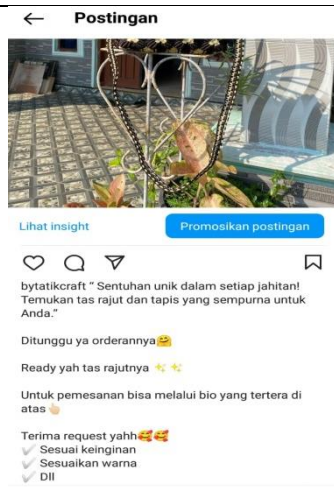 ← Postingan
Lihat insight
Promosikan postingan
bytatikcraft “ Sentuhan unik dalam setiap jahitan!
Temukan tas rajut dan tapis yang sempurna untuk
Anda.”
Ditunggu ya orderannya🤗
Ready yah tas rajutnya ✨ ✨
Untuk pemesanan bisa melalui bio yang tertera di
atas👆🏻
Terima request yahh🥰🥰
✔️ Sesuai keinginan
✔️ Sesuaikan warna
✔️ Dll